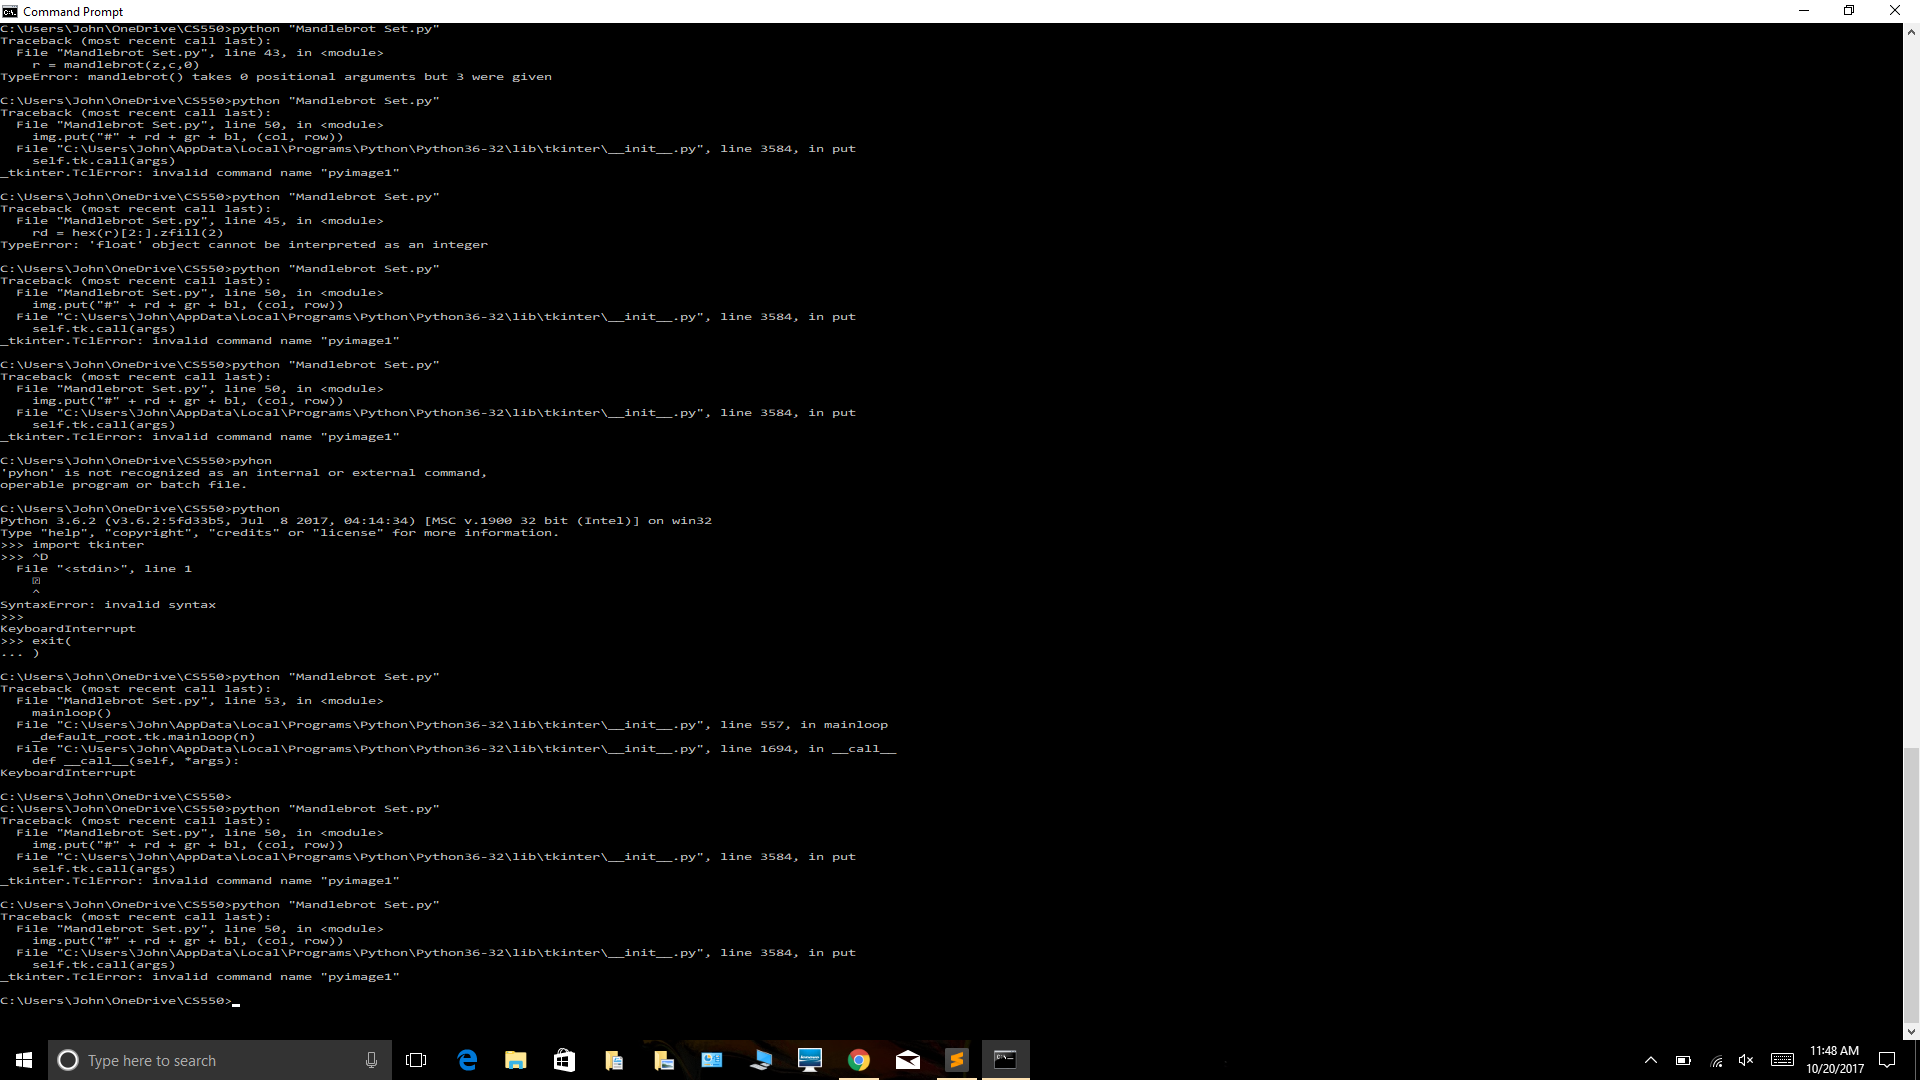 Command Prompt
C:\Users\John\OneDrive\CS550>python "Mandlebrot Set.py"
Traceback (most recent call last):
  File "Mandlebrot Set.py", line 43, in <module>
    r = mandlebrot(z,c,0)
TypeError: mandlebrot() takes 0 positional arguments but 3 were given
C:\Users\John\OneDrive\CS550>python "Mandlebrot Set.py"
Traceback (most recent call last):
  File "Mandlebrot Set.py", line 50, in <module>
    img.put("#" + rd + gr + bl, (col, row))
  File "C:\Users\John\AppData\Local\Programs\Python\Python36-32\lib\tkinter\__init__.py", line 3584, in put
    self.tk.call(args)
_tkinter.TclError: invalid command name "pyimage1"
C:\Users\John\OneDrive\CS550>python "Mandlebrot Set.py"
Traceback (most recent call last):
  File "Mandlebrot Set.py", line 45, in <module>
    rd = hex(r)[2:].zfill(2)
TypeError: 'float' object cannot be interpreted as an integer
C:\Users\John\OneDrive\CS550>python "Mandlebrot Set.py"
Traceback (most recent call last):
  File "Mandlebrot Set.py", line 50, in <module>
    img.put("#" + rd + gr + bl, (col, row))
  File "C:\Users\John\AppData\Local\Programs\Python\Python36-32\lib\tkinter\__init__.py", line 3584, in put
    self.tk.call(args)
_tkinter.TclError: invalid command name "pyimage1"
C:\Users\John\OneDrive\CS550>python "Mandlebrot Set.py"
Traceback (most recent call last):
  File "Mandlebrot Set.py", line 50, in <module>
    img.put("#" + rd + gr + bl, (col, row))
  File "C:\Users\John\AppData\Local\Programs\Python\Python36-32\lib\tkinter\__init__.py", line 3584, in put
    self.tk.call(args)
_tkinter.TclError: invalid command name "pyimage1"
C:\Users\John\OneDrive\CS550>pyhon
'pyhon' is not recognized as an internal or external command,
operable program or batch file.
C:\Users\John\OneDrive\CS550>python
Python 3.6.2 (v3.6.2:5fd33b5, Jul  8 2017, 04:14:34) [MSC v.1900 32 bit (Intel)] on win32
Type "help", "copyright", "credits" or "license" for more information.
>>> import tkinter
>>> ^D
  File "<stdin>", line 1
    ^
SyntaxError: invalid syntax
>>>
KeyboardInterrupt
>>> exit(
... )
C:\Users\John\OneDrive\CS550>python "Mandlebrot Set.py"
Traceback (most recent call last):
  File "Mandlebrot Set.py", line 53, in <module>
    mainloop()
  File "C:\Users\John\AppData\Local\Programs\Python\Python36-32\lib\tkinter\__init__.py", line 557, in mainloop
    _default_root.tk.mainloop(n)
  File "C:\Users\John\AppData\Local\Programs\Python\Python36-32\lib\tkinter\__init__.py", line 1694, in __call__
    def __call__(self, *args):
KeyboardInterrupt
C:\Users\John\OneDrive\CS550>
C:\Users\John\OneDrive\CS550>python "Mandlebrot Set.py"
Traceback (most recent call last):
  File "Mandlebrot Set.py", line 50, in <module>
    img.put("#" + rd + gr + bl, (col, row))
  File "C:\Users\John\AppData\Local\Programs\Python\Python36-32\lib\tkinter\__init__.py", line 3584, in put
    self.tk.call(args)
_tkinter.TclError: invalid command name "pyimage1"
C:\Users\John\OneDrive\CS550>python "Mandlebrot Set.py"
Traceback (most recent call last):
  File "Mandlebrot Set.py", line 50, in <module>
    img.put("#" + rd + gr + bl, (col, row))
  File "C:\Users\John\AppData\Local\Programs\Python\Python36-32\lib\tkinter\__init__.py", line 3584, in put
    self.tk.call(args)
_tkinter.TclError: invalid command name "pyimage1"
C:\Users\John\OneDrive\CS550>_
Type here to search
11:48 AM
10/20/2017